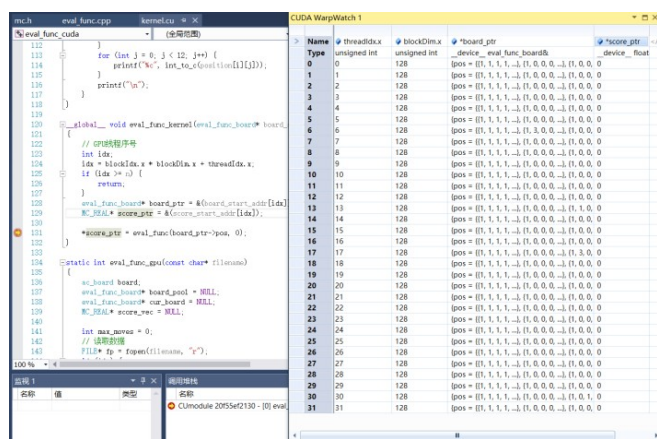 mc.h eval_func.cpp kernel.cu
eval_func_cuda (全局范围)
112 }
113 for (int j = 0; j < 12; j++) {
114 printf("%c", int_to_c(position[i][j]));
115 }
116 printf("\n");
117 }
118 }
119
120 __global__ void eval_func_kernel(eval_func_board* board_
121 {
122 // GPU线程序号
123 int idx;
124 idx = blockIdx.x * blockDim.x + threadIdx.x;
125 if (idx >= n) {
126 return;
127 }
128 eval_func_board* board_ptr = &(board_start_addr[idx]
129 MC_REAL* score_ptr = &(score_start_addr[idx]);
130
131 *score_ptr = eval_func(board_ptr->pos, 0);
132 }
133
134 static int eval_func_gpu(const char* filename)
135 {
136 mc_board board;
137 eval_func_board* board_pool = NULL;
138 eval_func_board* cur_board = NULL;
139 MC_REAL* score_vec = NULL;
140
141 int max_moves = 0;
142 // 读取数据
143 FILE* fp = fopen(filename, "r");
100 %
监视 1
名称 值 类型
调用堆栈
名称
CUmodule 20f55ef2130 - [0] eval_
CUDA WarpWatch 1
Name threadIdx.x blockDim.x *board_ptr *score_ptr
Type unsigned int unsigned int __device__ eval_func_board& __device__ float
0 0 128 {pos = {{1, 1, 1, 1, ...}, {1, 0, 0, 0, ...}, {1, 0, 0, 0
1 1 128 {pos = {{1, 1, 1, 1, ...}, {1, 0, 0, 0, ...}, {1, 0, 0, 0
2 2 128 {pos = {{1, 1, 1, 1, ...}, {1, 0, 0, 0, ...}, {1, 0, 0, 0
3 3 128 {pos = {{1, 1, 1, 1, ...}, {1, 0, 0, 0, ...}, {1, 0, 0, 0
4 4 128 {pos = {{1, 1, 1, 1, ...}, {1, 0, 0, 0, ...}, {1, 0, 0, 0
5 5 128 {pos = {{1, 1, 1, 1, ...}, {1, 0, 0, 0, ...}, {1, 0, 0, 0
6 6 128 {pos = {{1, 1, 1, 1, ...}, {1, 3, 0, 0, ...}, {1, 0, 0, 0
7 7 128 {pos = {{1, 1, 1, 1, ...}, {1, 0, 0, 0, ...}, {1, 0, 0, 0
8 8 128 {pos = {{1, 1, 1, 1, ...}, {1, 0, 0, 0, ...}, {1, 0, 0, 0
9 9 128 {pos = {{1, 1, 1, 1, ...}, {1, 0, 0, 0, ...}, {1, 0, 0, 0
10 10 128 {pos = {{1, 1, 1, 1, ...}, {1, 0, 0, 0, ...}, {1, 0, 0, 0
11 11 128 {pos = {{1, 1, 1, 1, ...}, {1, 0, 0, 0, ...}, {1, 0, 0, 0
12 12 128 {pos = {{1, 1, 1, 1, ...}, {1, 0, 0, 0, ...}, {1, 0, 0, 0
13 13 128 {pos = {{1, 1, 1, 1, ...}, {1, 0, 0, 0, ...}, {1, 0, 0, 0
14 14 128 {pos = {{1, 1, 1, 1, ...}, {1, 0, 0, 0, ...}, {1, 0, 0, 0
15 15 128 {pos = {{1, 1, 1, 1, ...}, {1, 0, 0, 0, ...}, {1, 0, 0, 0
16 16 128 {pos = {{1, 1, 1, 1, ...}, {1, 0, 0, 0, ...}, {1, 0, 0, 0
17 17 128 {pos = {{1, 1, 1, 1, ...}, {1, 0, 0, 0, ...}, {1, 3, 0, 0
18 18 128 {pos = {{1, 1, 1, 1, ...}, {1, 0, 0, 0, ...}, {1, 0, 0, 0
19 19 128 {pos = {{1, 1, 1, 1, ...}, {1, 0, 0, 0, ...}, {1, 0, 0, 0
20 20 128 {pos = {{1, 1, 1, 1, ...}, {1, 0, 0, 0, ...}, {1, 0, 0, 0
21 21 128 {pos = {{1, 1, 1, 1, ...}, {1, 0, 0, 0, ...}, {1, 0, 0, 0
22 22 128 {pos = {{1, 1, 1, 1, ...}, {1, 0, 0, 0, ...}, {1, 0, 0, 0
23 23 128 {pos = {{1, 1, 1, 1, ...}, {1, 0, 0, 0, ...}, {1, 0, 0, 0
24 24 128 {pos = {{1, 1, 1, 1, ...}, {1, 0, 0, 0, ...}, {1, 0, 0, 0
25 25 128 {pos = {{1, 1, 1, 1, ...}, {1, 0, 0, 0, ...}, {1, 0, 0, 0
26 26 128 {pos = {{1, 1, 1, 1, ...}, {1, 0, 0, 0, ...}, {1, 0, 0, 0
27 27 128 {pos = {{1, 1, 1, 1, ...}, {1, 0, 0, 0, ...}, {1, 0, 0, 0
28 28 128 {pos = {{1, 1, 1, 1, ...}, {1, 0, 0, 0, ...}, {1, 0, 0, 0
29 29 128 {pos = {{1, 1, 1, 1, ...}, {1, 0, 0, 0, ...}, {1, 0, 0, 0
30 30 128 {pos = {{1, 1, 1, 1, ...}, {1, 0, 0, 0, ...}, {1, 0, 0, 0
31 31 128 {pos = {{1, 1, 1, 1, ...}, {1, 0, 0, 0, ...}, {1, 0, 0, 0